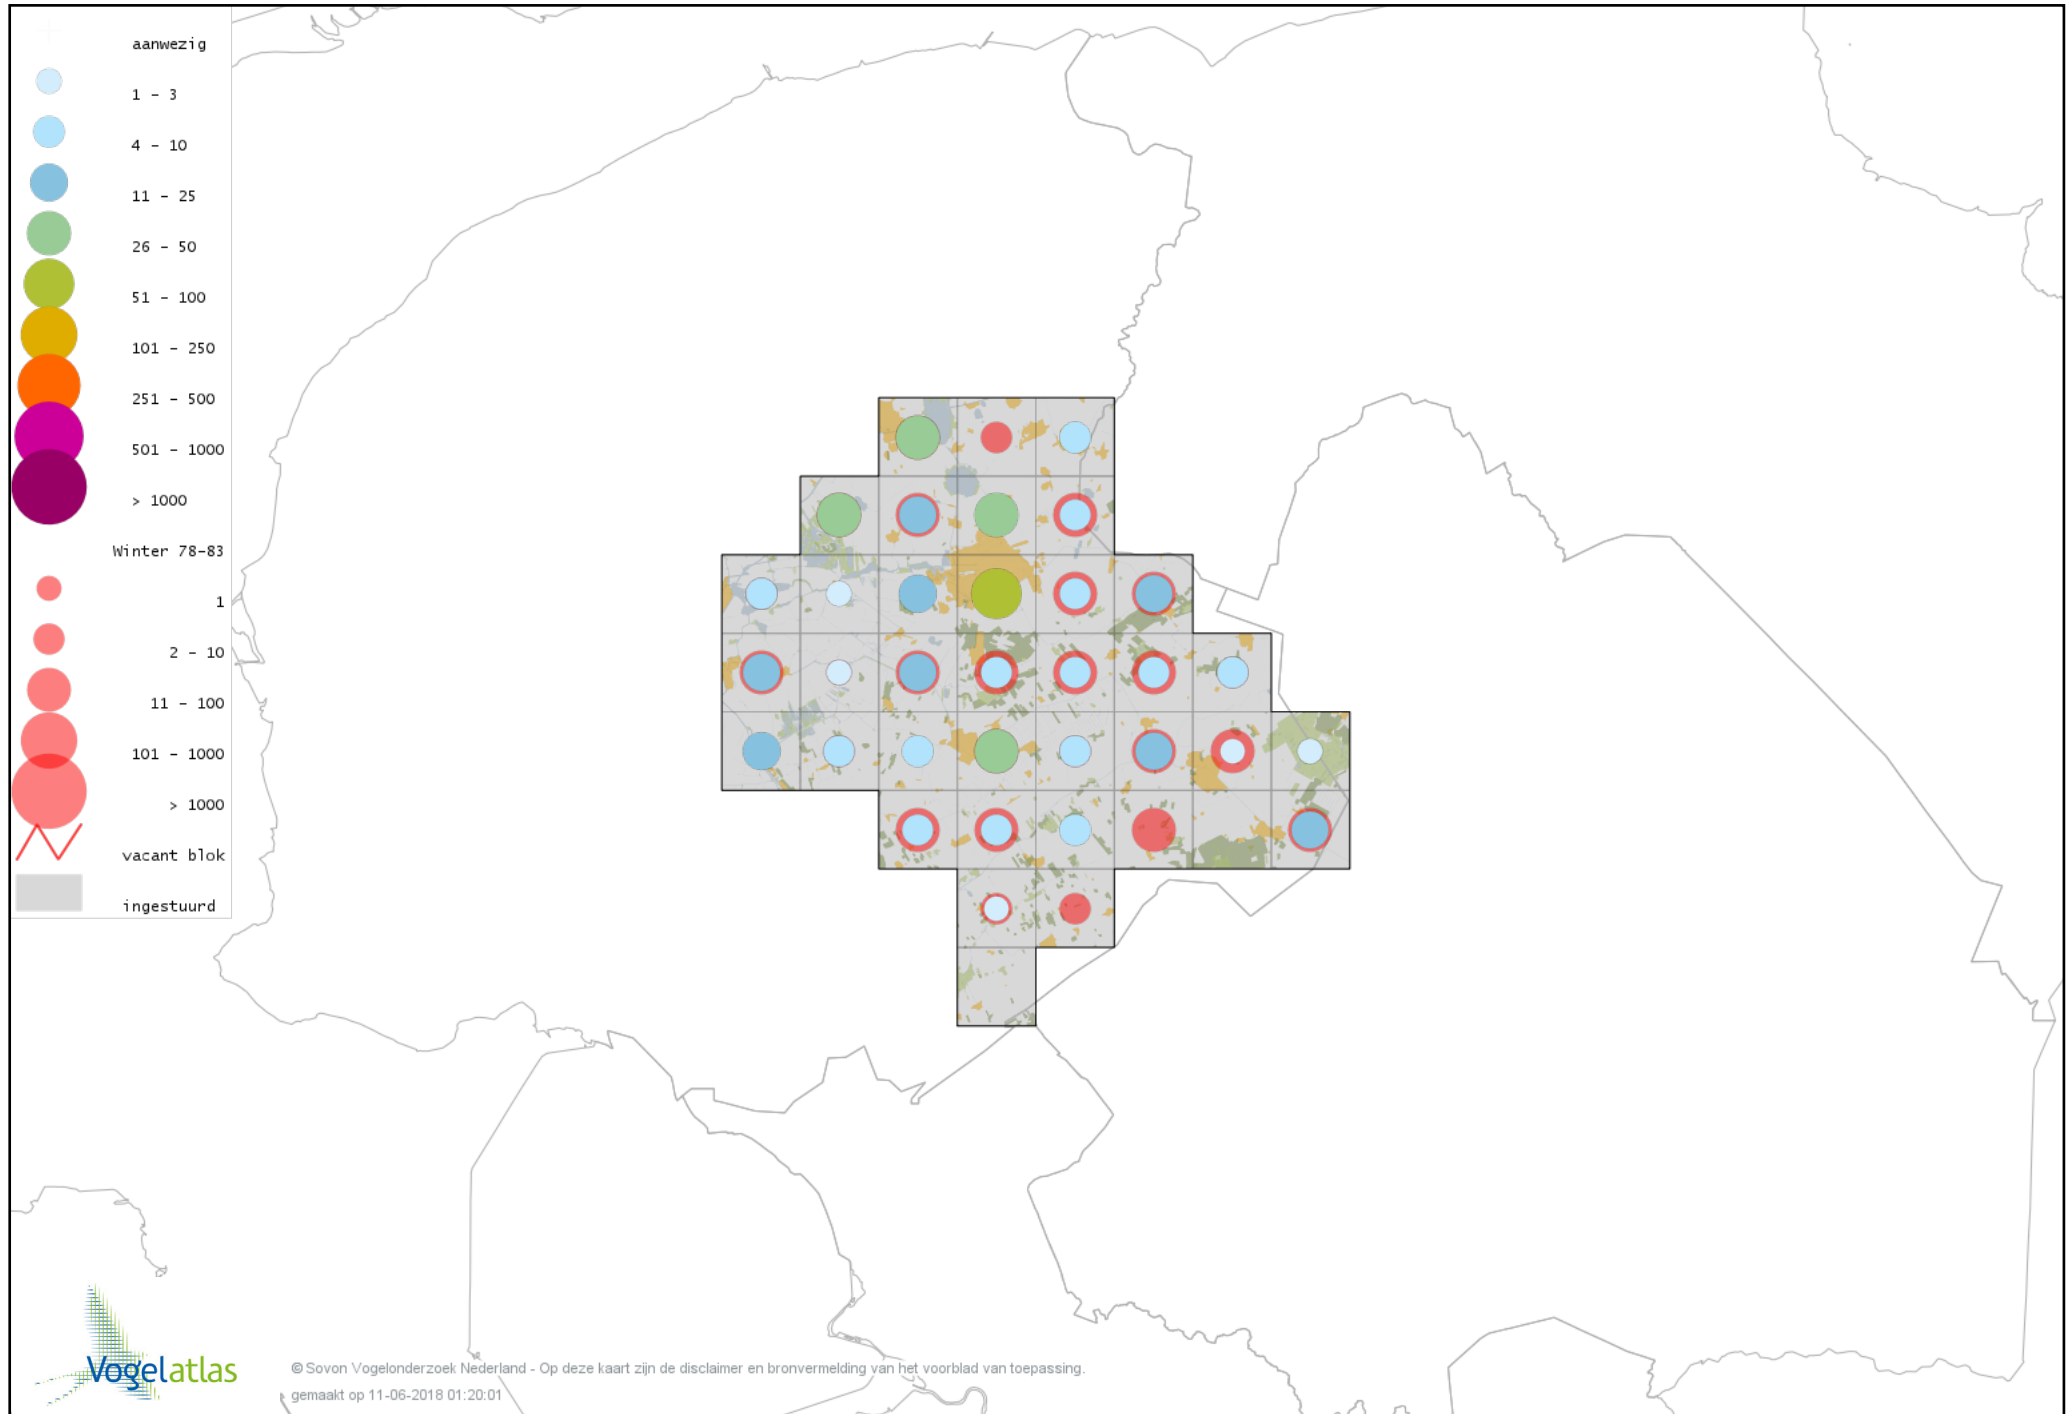 aanwezig
1 - 3
4 - 10
11 - 25
26 - 50
51 - 100
101 - 250
251 - 500
501 - 1000
> 1000
Winter 78-83
1
2 - 10
11 - 100
101 - 1000
> 1000
vacant blok
ingestuurd
Vogelatlas
© Sovon Vogelonderzoek Nederland - Op deze kaart zijn de disclaimer en bronvermelding van het voorblad van toepassing.
gemaakt op 11-06-2018 01:20:01